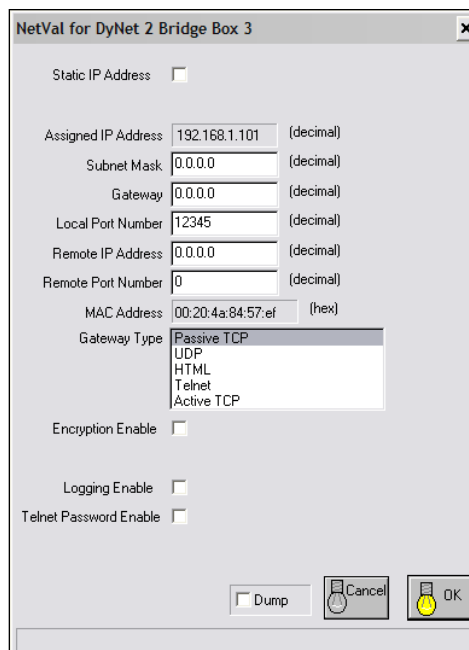 NetVal for DyNet 2 Bridge Box 3
Static IP Address
Assigned IP Address 192.168.1.101 (decimal)
Subnet Mask 0.0.0.0 (decimal)
Gateway 0.0.0.0 (decimal)
Local Port Number 12345 (decimal)
Remote IP Address 0.0.0.0 (decimal)
Remote Port Number 0 (decimal)
MAC Address 00:20:4a:84:57:ef (hex)
Gateway Type Passive TCP
UDP
HTML
Telnet
Active TCP
Encryption Enable
Logging Enable
Telnet Password Enable
Dump Cancel OK